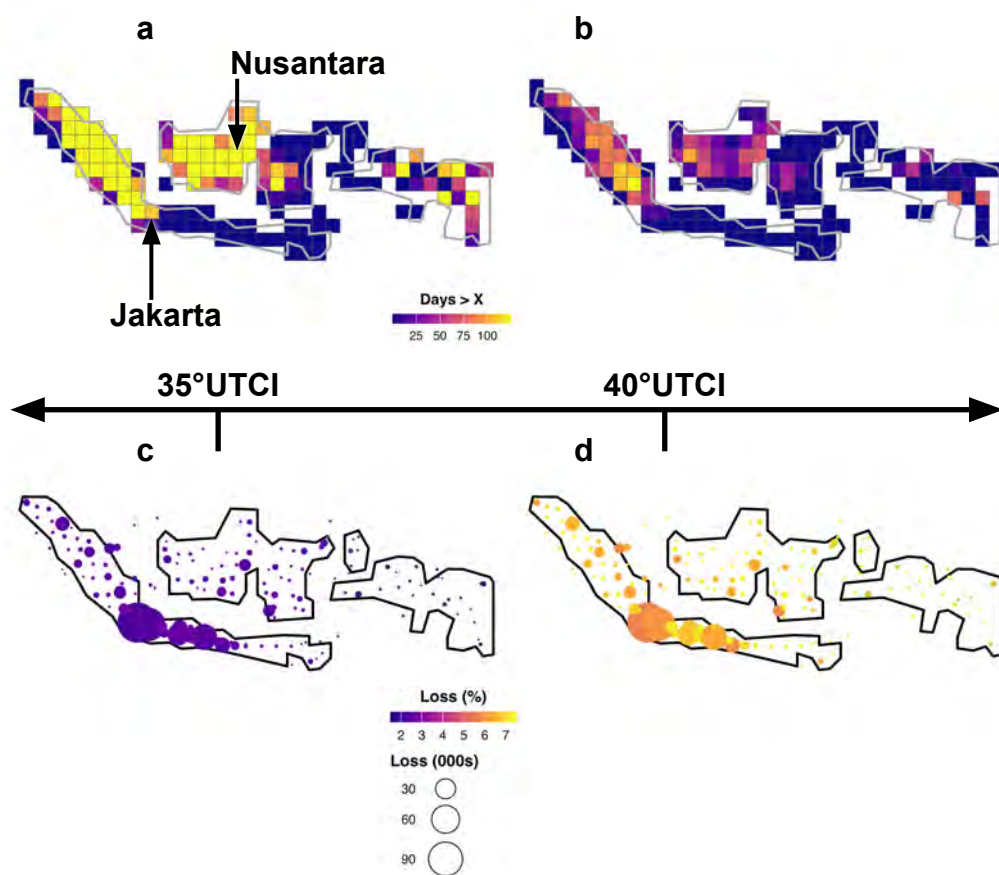 a
b
Nusantara
Jakarta
Days > X
25 50 75 100
35°UTCI
40°UTCI
c
d
Loss (%)
2 3 4 5 6 7
Loss (000s)
30
60
90